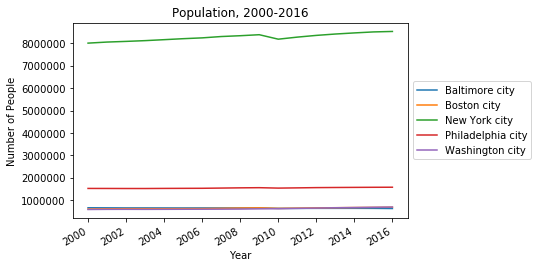 Population, 2000-2016
Number of People
8000000
7000000
6000000
5000000
4000000
3000000
2000000
1000000
2000 2002 2004 2006 2008 2010 2012 2014 2016
Year
Baltimore city
Boston city
New York city
Philadelphia city
Washington city